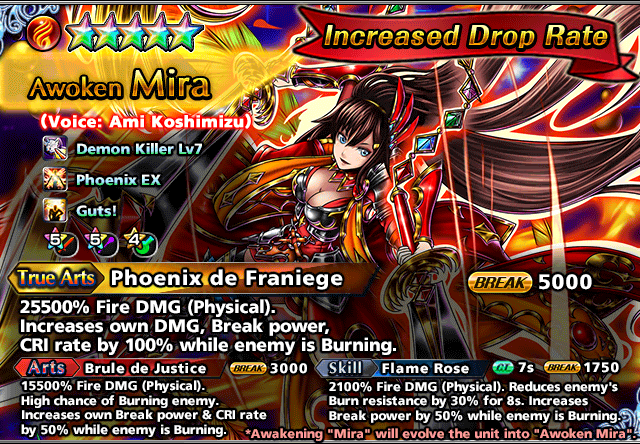 Increased Drop Rate
Awoken Mira
(Voice: Ami Koshimizu)
Demon Killer Lv7
Phoenix EX
Guts!
5 5 4
True Arts Phoenix de Franiege BREAK 5000
25500% Fire DMG (Physical).
Increases own DMG, Break power,
CRI rate by 100% while enemy is Burning.
Arts Brule de Justice BREAK 3000
15500% Fire DMG (Physical).
High chance of Burning enemy.
Increases own Break power & CRI rate
by 50% while enemy is Burning.
Skill Flame Rose CT 7s BREAK 1750
2100% Fire DMG (Physical). Reduces enemy's
Burn resistance by 30% for 8s. Increases
Break power by 50% while enemy is Burning.
*Awakening "Mira" will evolve the unit into "Awoken Mira"